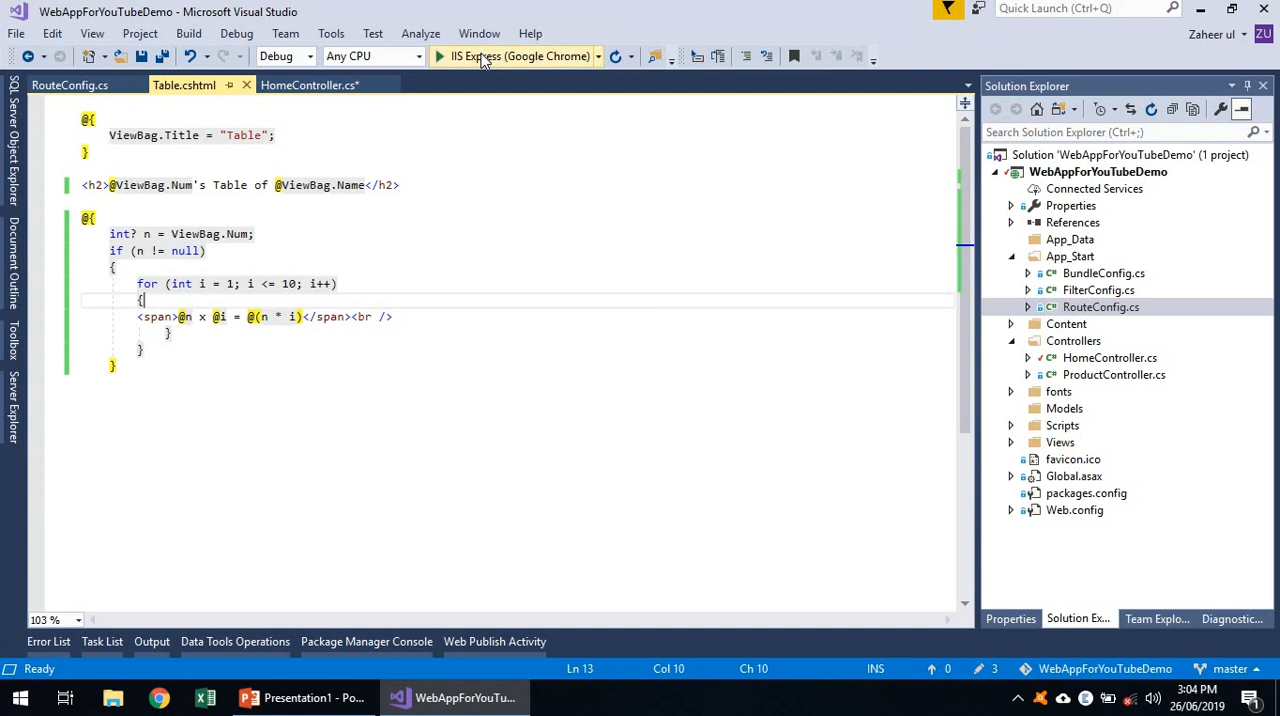 WebAppForYouTubeDemo - Microsoft Visual Studio
Quick Launch (Ctrl+Q)
File Edit View Project Build Debug Team Tools Test Analyze Window Help
Zaheer ul
ZU
Debug Any CPU IIS Express (Google Chrome)
RouteConfig.cs Table.cshtml HomeController.cs*
@{
ViewBag.Title = "Table";
}
<h2>@ViewBag.Num's Table of @ViewBag.Name</h2>
@{
int? n = ViewBag.Num;
if (n != null)
{
for (int i = 1; i <= 10; i++)
{
<span>@n x @i = @(n * i)</span><br />
}
}
}
SQL Server Object Explorer
Document Outline
Toolbox
Server Explorer
Solution Explorer
Search Solution Explorer (Ctrl+;)
Solution 'WebAppForYouTubeDemo' (1 project)
WebAppForYouTubeDemo
Connected Services
Properties
References
App_Data
App_Start
C# BundleConfig.cs
C# FilterConfig.cs
C# RouteConfig.cs
Content
Controllers
C# HomeController.cs
C# ProductController.cs
fonts
Models
Scripts
Views
favicon.ico
Global.asax
packages.config
Web.config
103 %
Properties Solution Ex... Team Explo... Diagnostic...
Error List Task List Output Data Tools Operations Package Manager Console Web Publish Activity
Ready Ln 13 Col 10 Ch 10 INS 0 3 WebAppForYouTubeDemo master
Presentation1 - Po... WebAppForYouTu...
3:04 PM
26/06/2019
1